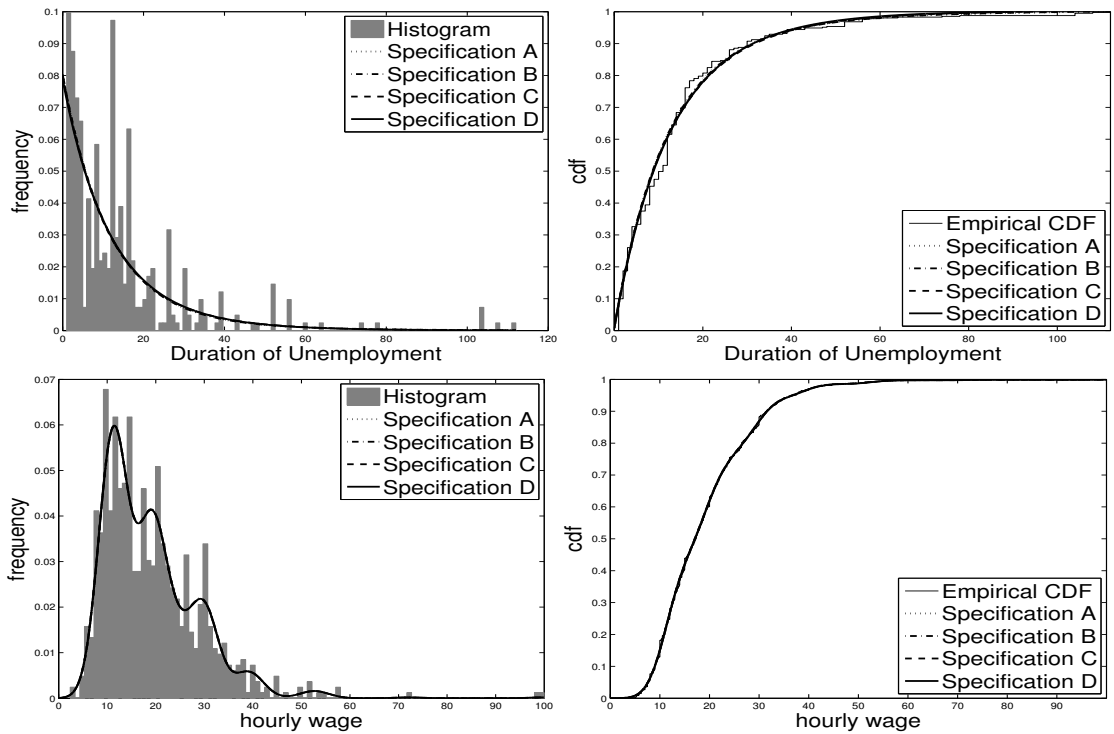 0.1
0.09
0.08
0.07
0.06
0.05
0.04
0.03
0.02
0.01
0
frequency
0
20
40
60
80
100
120
Duration of Unemployment
Histogram
Specification A
Specification B
Specification C
Specification D
1
0.9
0.8
0.7
0.6
0.5
0.4
0.3
0.2
0.1
0
cdf
0
20
40
60
80
100
Duration of Unemployment
Empirical CDF
Specification A
Specification B
Specification C
Specification D
0.07
0.06
0.05
0.04
0.03
0.02
0.01
0
frequency
0
10
20
30
40
50
60
70
80
90
100
hourly wage
Histogram
Specification A
Specification B
Specification C
Specification D
1
0.9
0.8
0.7
0.6
0.5
0.4
0.3
0.2
0.1
0
cdf
0
10
20
30
40
50
60
70
80
90
hourly wage
Empirical CDF
Specification A
Specification B
Specification C
Specification D